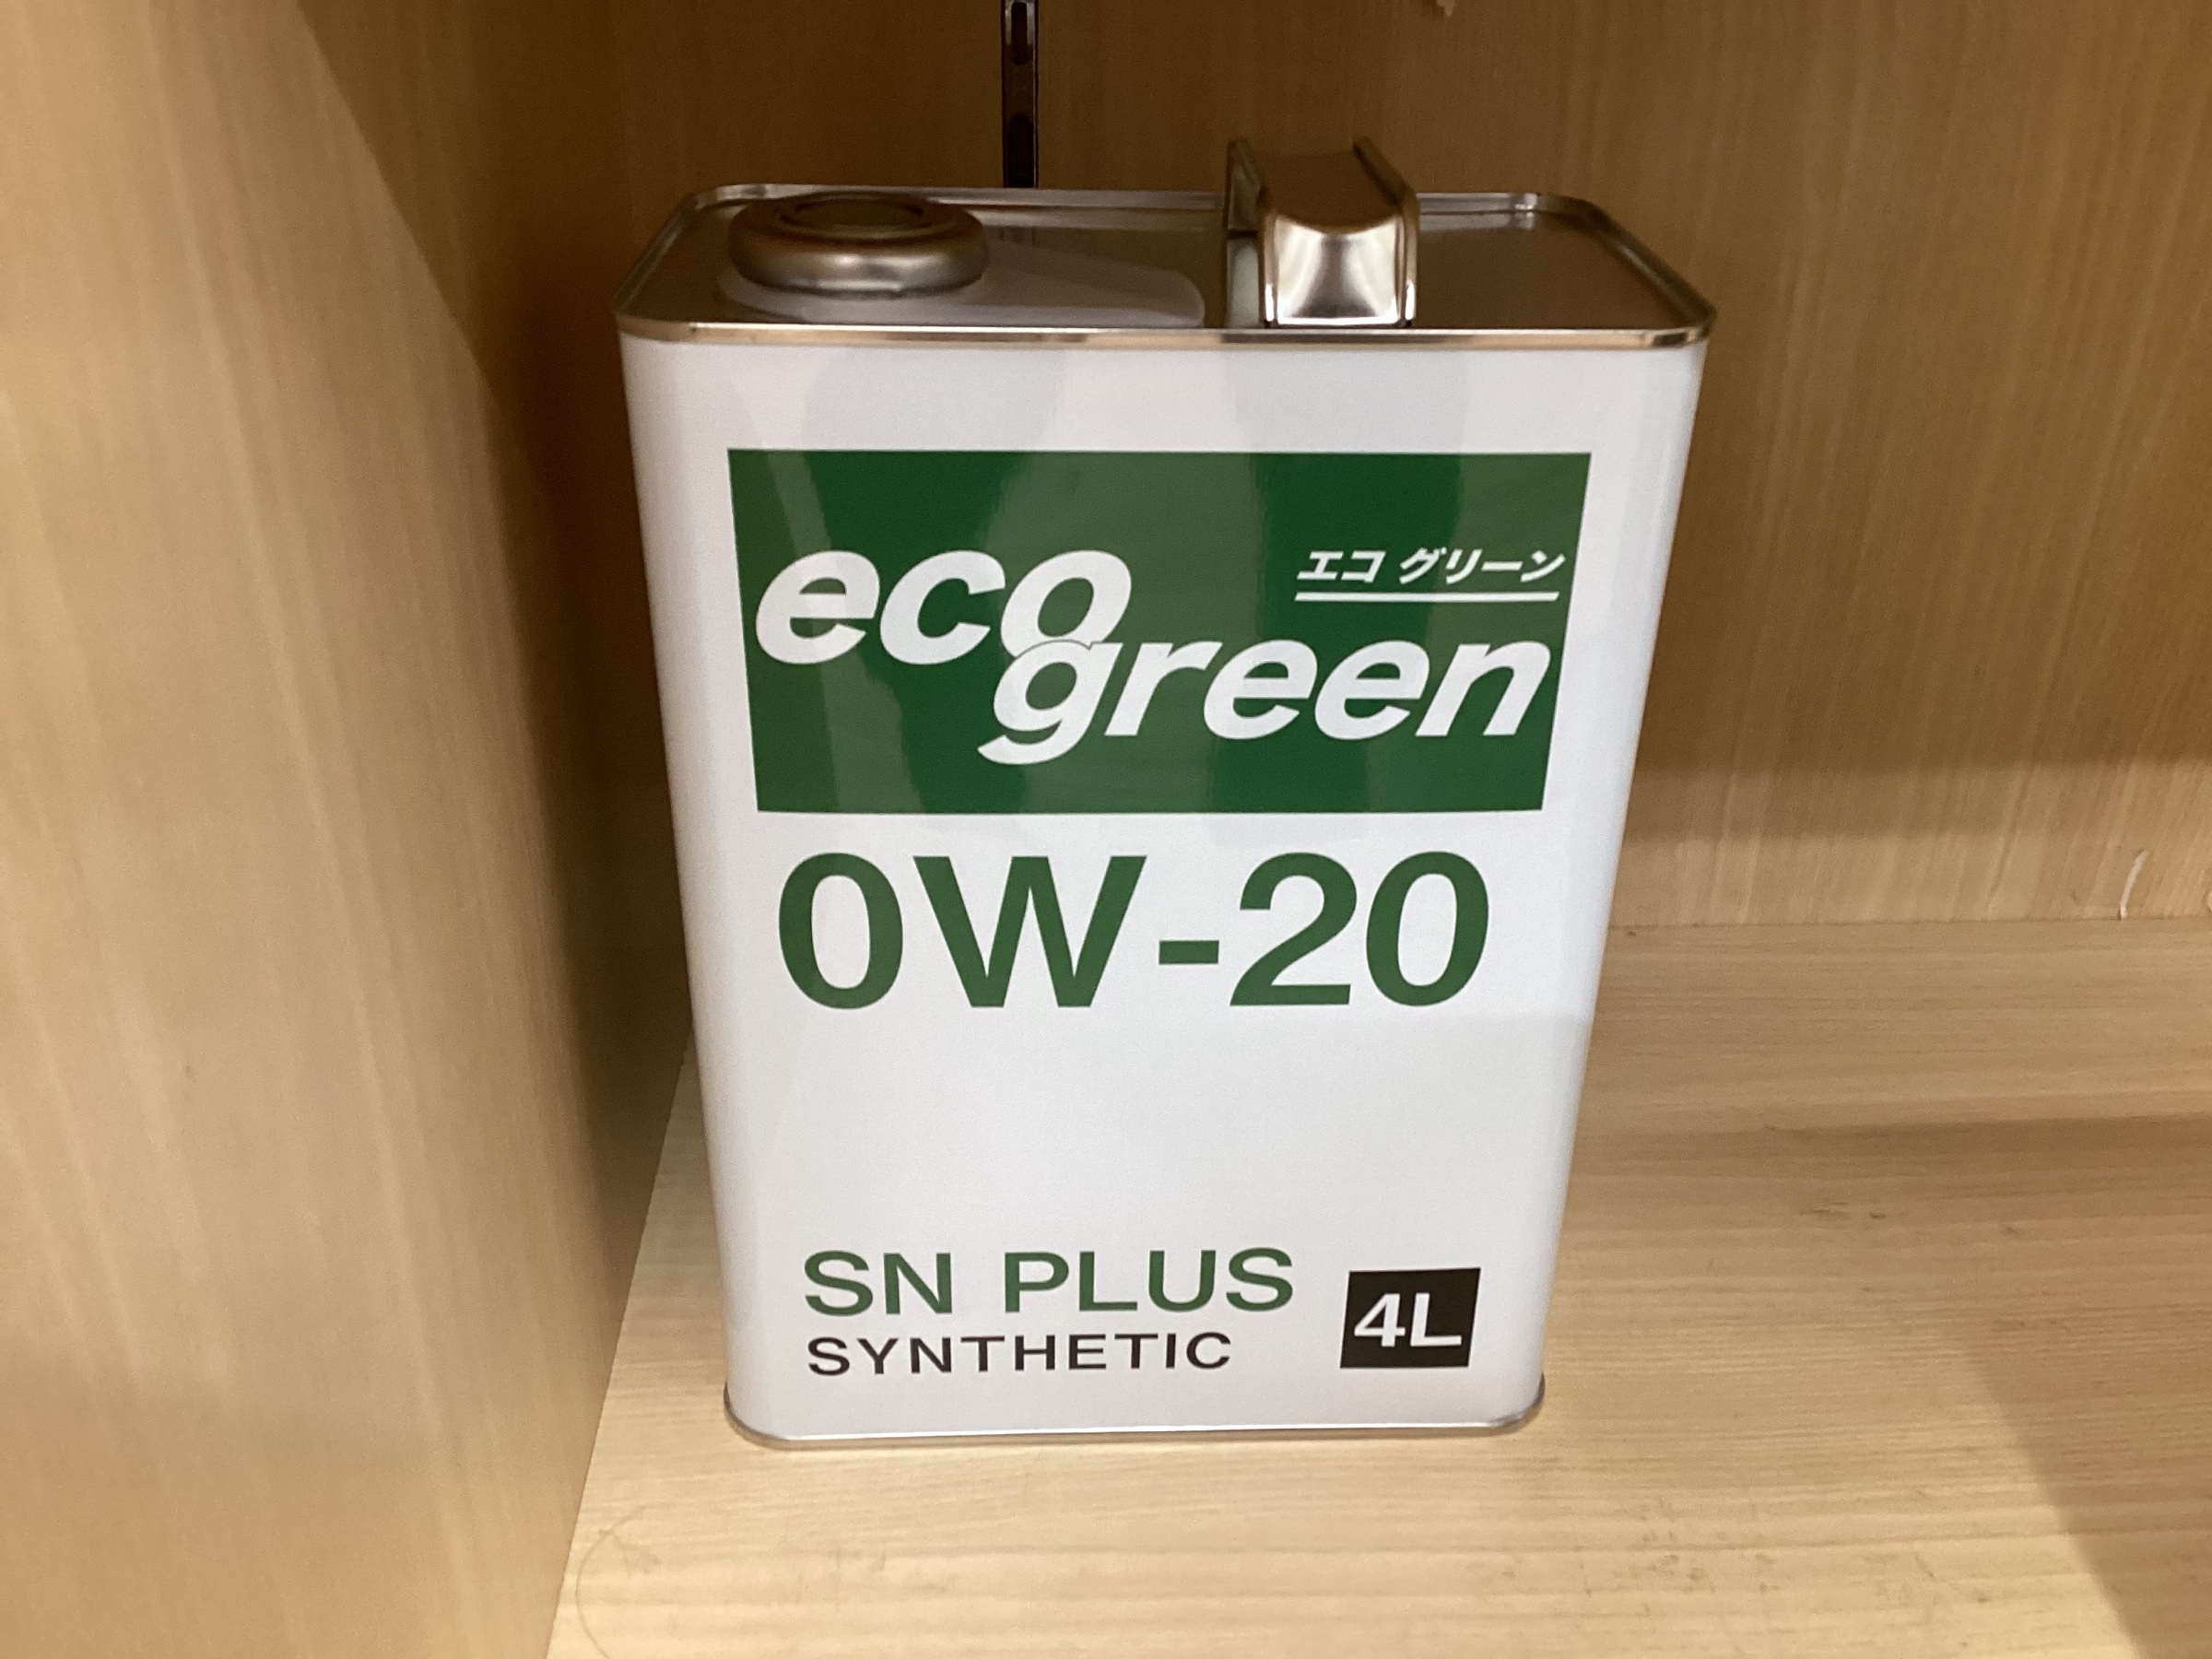 eco
エコ グリーン
green
0W-20
SN PLUS
SYNTHETIC
4L